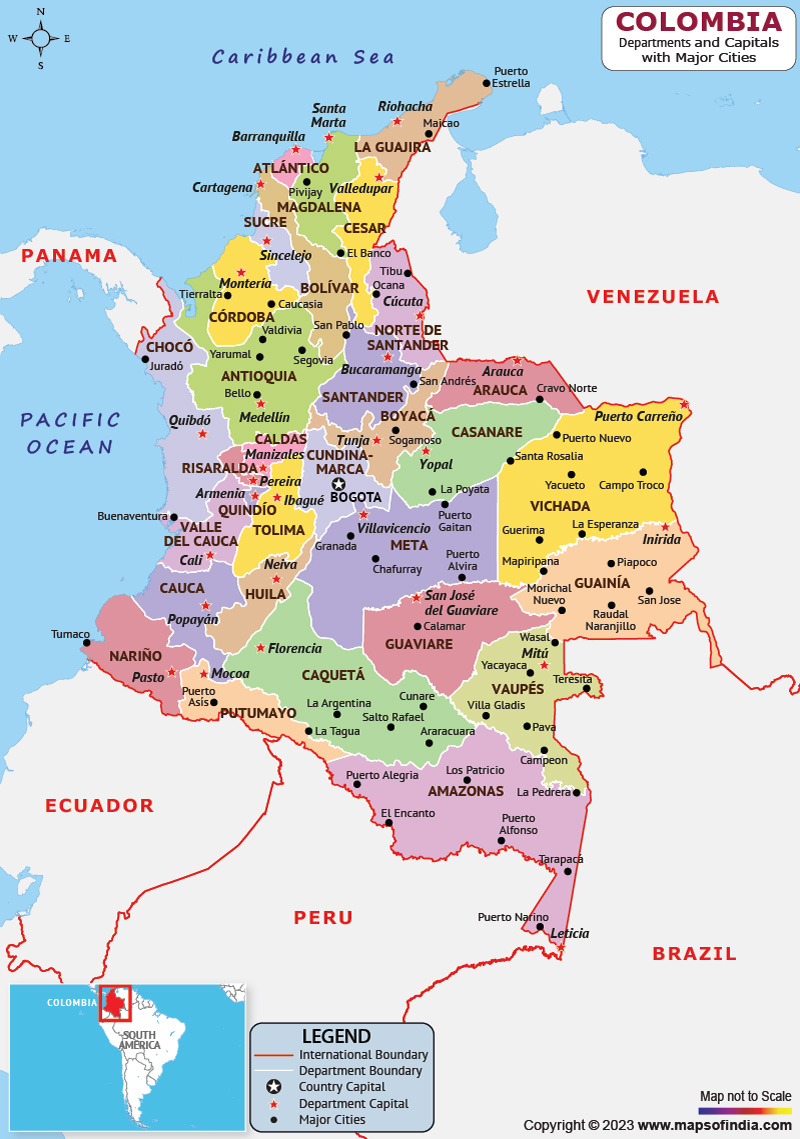 COLOMBIA
Departments and Capitals
with Major Cities
N
W
E
S
Caribbean Sea
Puerto
Estrella
Riohacha
Santa
Marta
Maicao
Barranquilla
LA GUAJIRA
ATLÁNTICO
Cartagena
Pivijay
Valledupar
MAGDALENA
SUCRE
CESAR
Sincelejo
El Banco
PANAMA
Tibu
Montería
Ocana
BOLÍVAR
Tierralta
Caucasia
Cúcuta
VENEZUELA
CÓRDOBA
San Pablo
Valdivia
NORTE DE
SANTANDER
CHOCÓ
Yarumal
Segovia
Juradó
Bucaramanga
Arauca
ANTIOQUIA
San Andrés
ARAUCA
Cravo Norte
Bello
SANTANDER
Medellín
BOYACÁ
Puerto Carreño
PACIFIC
OCEAN
Quibdó
CALDAS
Tunja
Sogamoso
CASANARE
Puerto Nuevo
Manizales
CUNDINA-
MARCA
Yopal
Santa Rosalia
RISARALDA
Pereira
Yacueto
Campo Troco
Armenia
Ibagué
BOGOTA
La Poyata
QUINDÍO
VICHADA
Buenaventura
Puerto
Gaitan
VALLE
DEL CAUCA
TOLIMA
Villavicencio
La Esperanza
Guerima
Inirida
Granada
META
Cali
Chafurray
Puerto
Alvira
Mapiripana
Piapoco
Neiva
GUAINÍA
CAUCA
HUILA
San José
del Guaviare
Morichal
Nuevo
San Jose
Popayán
Raudal
Naranjillo
Calamar
Tumaco
GUAVIARE
Wasal
Florencia
Mitú
NARIÑO
Yacayaca
Pasto
Mocoa
CAQUETÁ
VAUPÉS
Teresita
Puerto
Asis
Cunare
La Argentina
Villa Gladis
PUTUMAYO
Salto Rafael
Pava
La Tagua
Araracuara
Campeon
Los Patricio
Puerto Alegria
AMAZONAS
La Pedrera
ECUADOR
El Encanto
Puerto
Alfonso
Tarapacá
PERU
Puerto Narino
Leticia
BRAZIL
COLOMBIA
SOUTH
AMERICA
LEGEND
International Boundary
Department Boundary
Country Capital
Department Capital
Major Cities
Map not to Scale
Copyright © 2023 www.mapsofindia.com